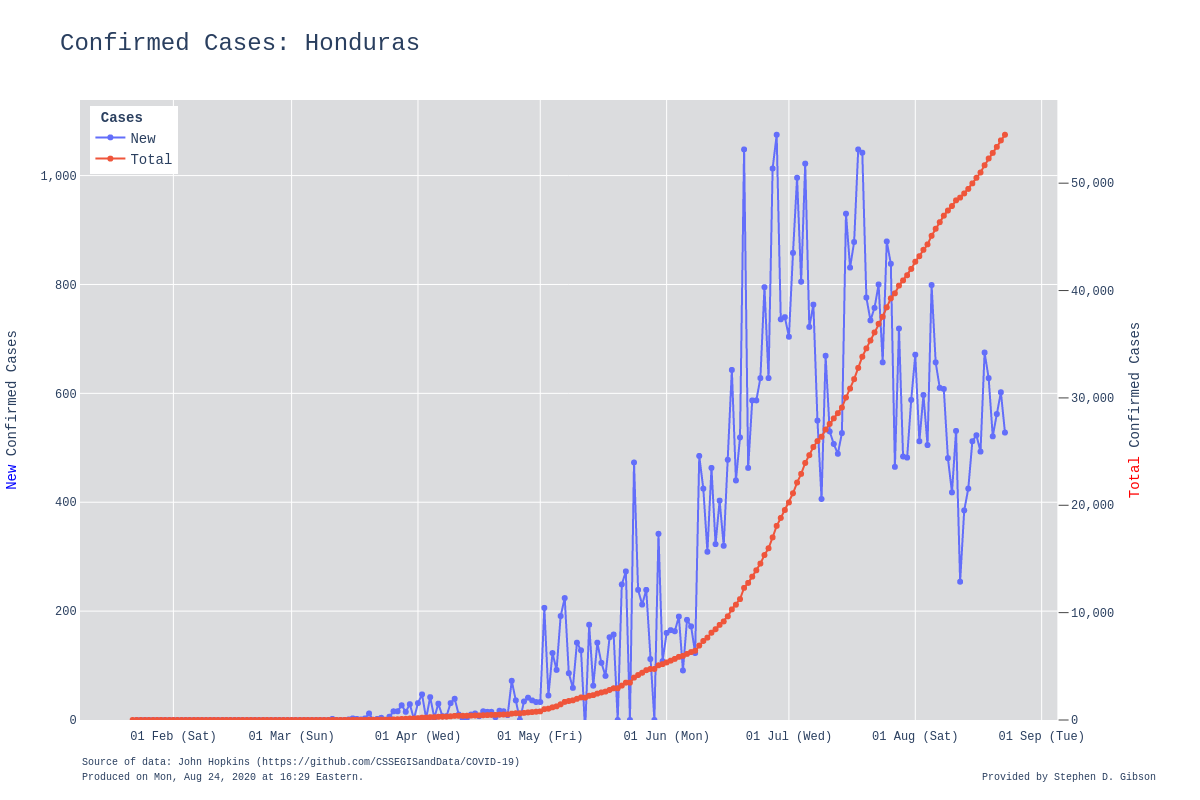 Confirmed Cases: Honduras
Cases
New
Total
1,000
800
600
400
200
0
50,000
40,000
30,000
20,000
10,000
0
New Confirmed Cases
Total Confirmed Cases
01 Feb (Sat)
01 Mar (Sun)
01 Apr (Wed)
01 May (Fri)
01 Jun (Mon)
01 Jul (Wed)
01 Aug (Sat)
01 Sep (Tue)
Source of data: John Hopkins (https://github.com/CSSEGISandData/COVID-19)
Produced on Mon, Aug 24, 2020 at 16:29 Eastern.
Provided by Stephen D. Gibson